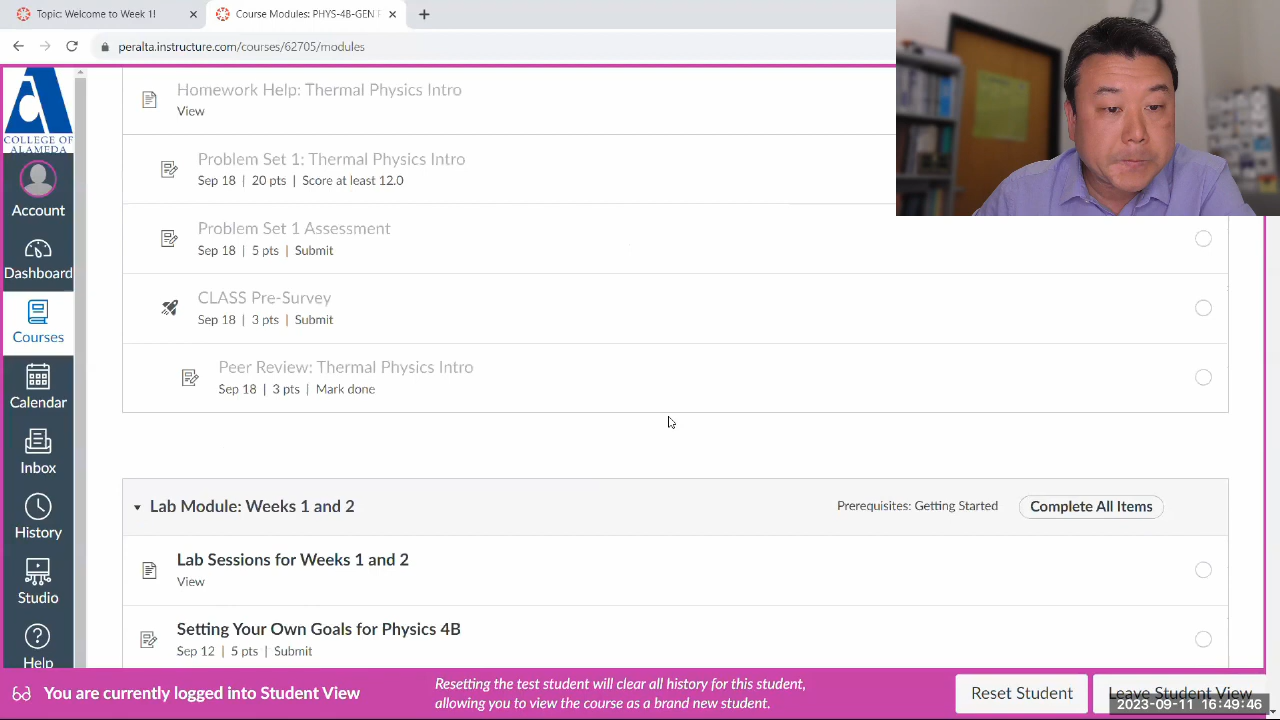 Topic: Welcome to Week 1!
Course Modules: PHYS-4B-GEN P
peralta.instructure.com/courses/62705/modules
COLLEGE OF
ALAMEDA
Account
Dashboard
Courses
Calendar
Inbox
History
Studio
Help
Homework Help: Thermal Physics Intro
View
Problem Set 1: Thermal Physics Intro
Sep 18 | 20 pts | Score at least 12.0
Problem Set 1 Assessment
Sep 18 | 5 pts | Submit
CLASS Pre-Survey
Sep 18 | 3 pts | Submit
Peer Review: Thermal Physics Intro
Sep 18 | 3 pts | Mark done
Lab Module: Weeks 1 and 2
Prerequisites: Getting Started
Complete All Items
Lab Sessions for Weeks 1 and 2
View
Setting Your Own Goals for Physics 4B
Sep 12 | 5 pts | Submit
You are currently logged into Student View
Resetting the test student will clear all history for this student,
allowing you to view the course as a brand new student.
Reset Student
Leave Student View
2023-09-11 16:49:46